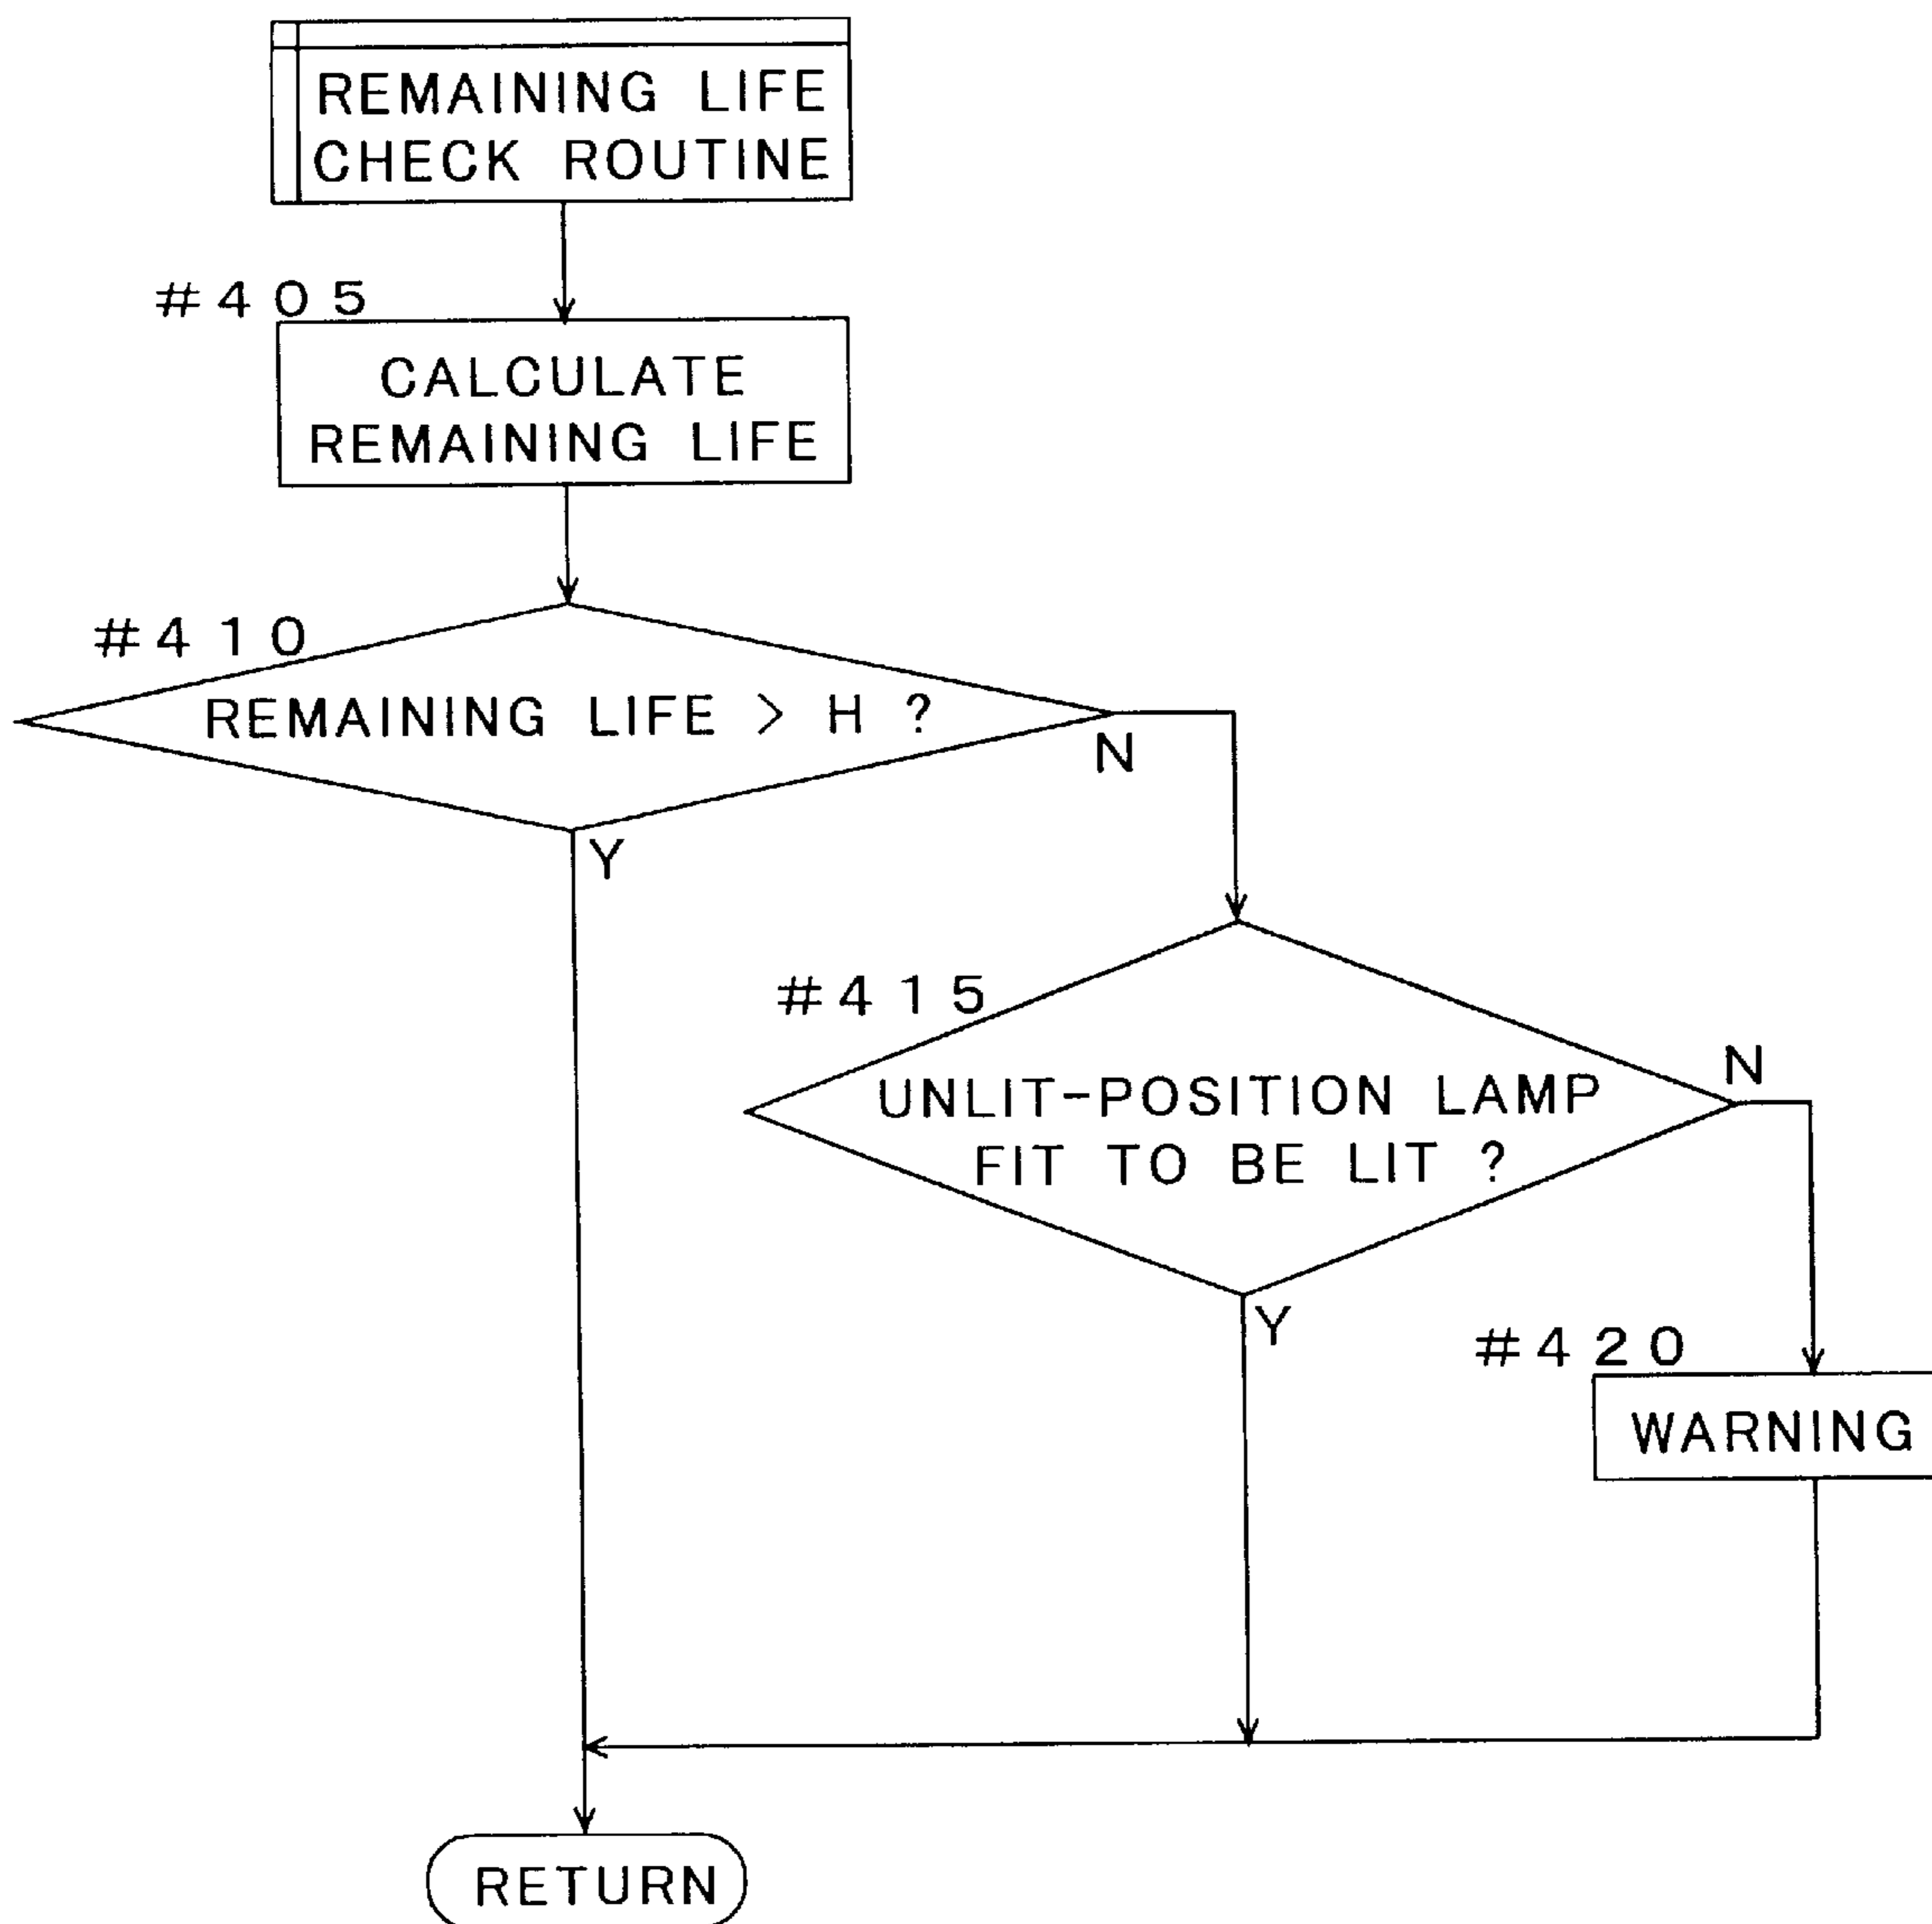 REMAINING LIFE
CHECK ROUTINE
#405
CALCULATE
REMAINING LIFE
#410
REMAINING LIFE > H ?
N
Y
#415
UNLIT-POSITION LAMP
FIT TO BE LIT ?
N
Y
#420
WARNING
RETURN